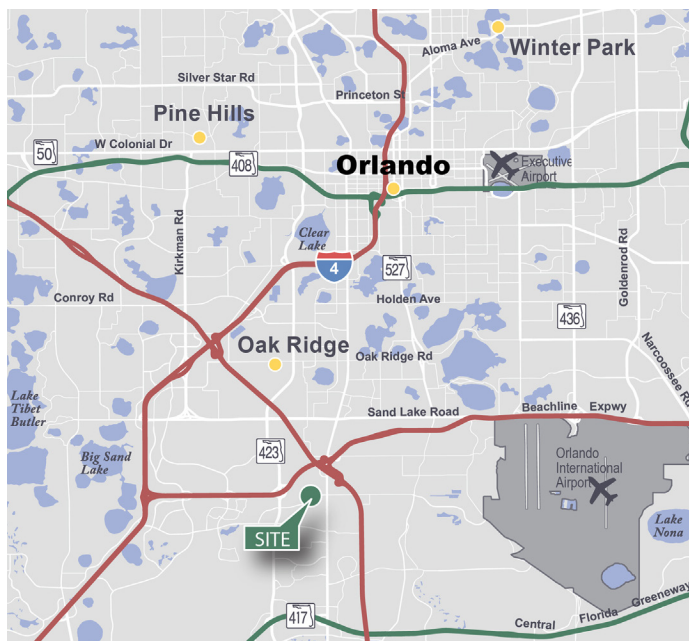 Aloma Ave
Winter Park
Silver Star Rd
Princeton St
Pine Hills
50
W Colonial Dr
408
Orlando
Executive
Airport
Kirkman Rd
Clear
Lake
4
527
Goldenrod Rd
Conroy Rd
Holden Ave
436
Oak Ridge
Oak Ridge Rd
Narcoossee Rd
Lake
Tibet
Butler
Sand Lake Road
Beachline Expwy
Big Sand
Lake
423
Orlando
International
Airport
SITE
Lake
Nona
417
Central Florida Greeneway